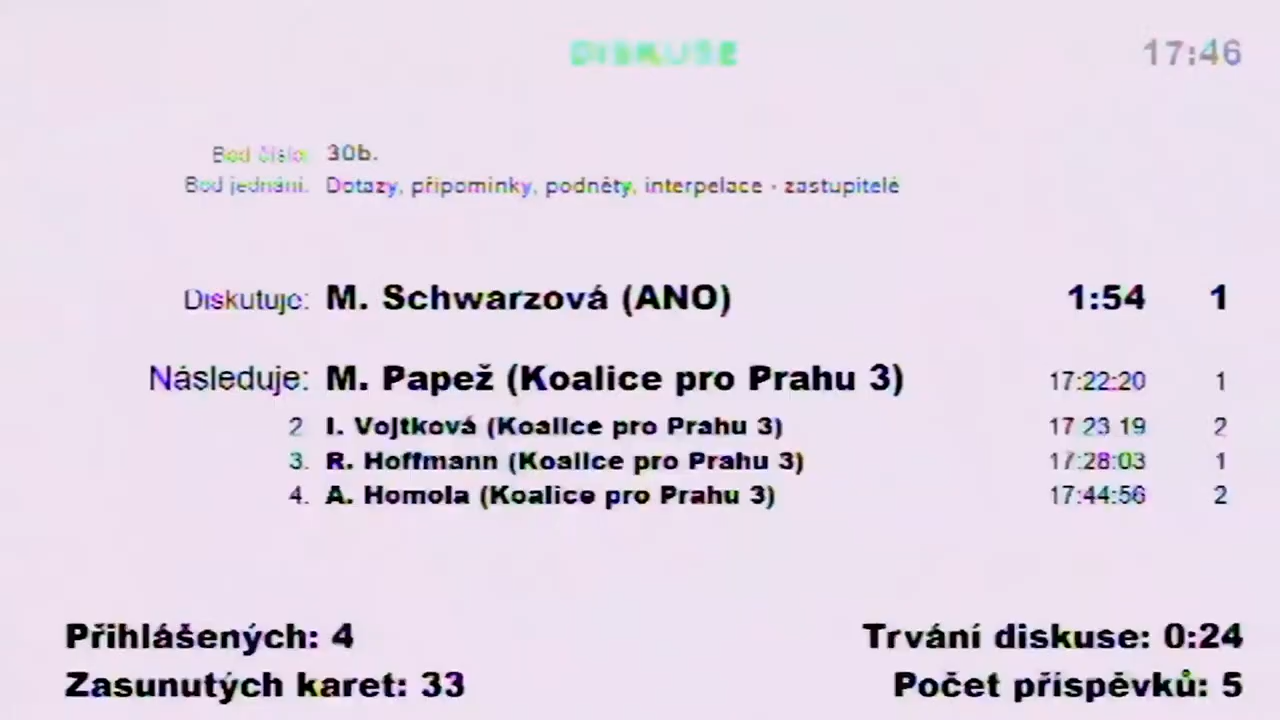 DISKUSE 17:46
Bod číslo: 30b.
Bod jednání: Dotazy, připomínky, podněty, interpelace - zastupitelé
Diskutuje: M. Schwarzová (ANO) 1:54 1
Následuje: M. Papež (Koalice pro Prahu 3) 17:22:20 1
2. I. Vojtková (Koalice pro Prahu 3) 17:23:19 2
3. R. Hoffmann (Koalice pro Prahu 3) 17:28:03 1
4. A. Homola (Koalice pro Prahu 3) 17:44:56 2
Přihlášených: 4 Trvání diskuse: 0:24
Zasunutých karet: 33 Počet příspěvků: 5